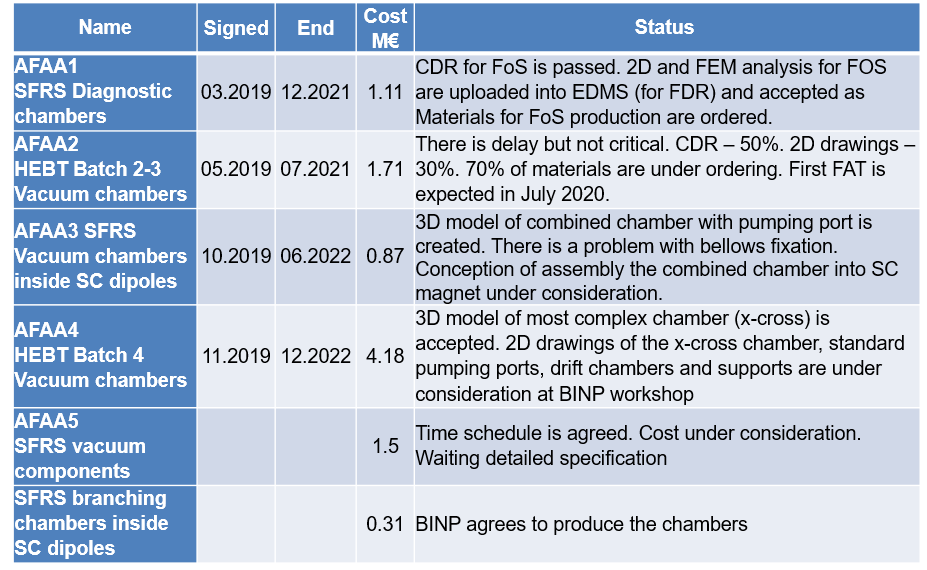 Name Signed End Cost
M€ Status
AFAA1
SFRS Diagnostic
chambers
03.2019 12.2021 1.11
CDR for FoS is passed. 2D and FEM analysis for FOS
are uploaded into EDMS (for FDR) and accepted as
Materials for FoS production are ordered.
AFAA2
HEBT Batch 2-3
Vacuum chambers
05.2019 07.2021 1.71
There is delay but not critical. CDR – 50%. 2D drawings –
30%. 70% of materials are under ordering. First FAT is
expected in July 2020.
AFAA3 SFRS
Vacuum chambers
inside SC dipoles
10.2019 06.2022 0.87
3D model of combined chamber with pumping port is
created. There is a problem with bellows fixation.
Conception of assembly the combined chamber into SC
magnet under consideration.
AFAA4
HEBT Batch 4
Vacuum chambers
11.2019 12.2022 4.18
3D model of most complex chamber (x-cross) is
accepted. 2D drawings of the x-cross chamber, standard
pumping ports, drift chambers and supports are under
consideration at BINP workshop
AFAA5
SFRS vacuum
components
1.5
Time schedule is agreed. Cost under consideration.
Waiting detailed specification
SFRS branching
chambers inside
SC dipoles
0.31
BINP agrees to produce the chambers